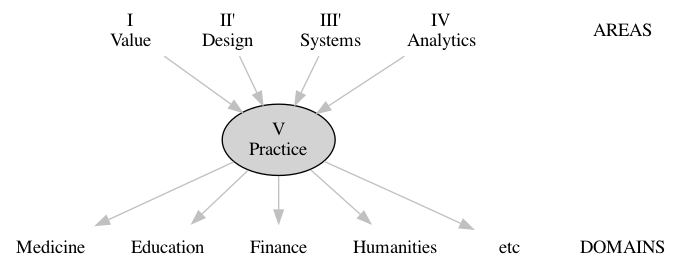 I II' III' IV
Value Design Systems Analytics AREAS
V
Practice
Medicine Education Finance Humanities etc DOMAINS